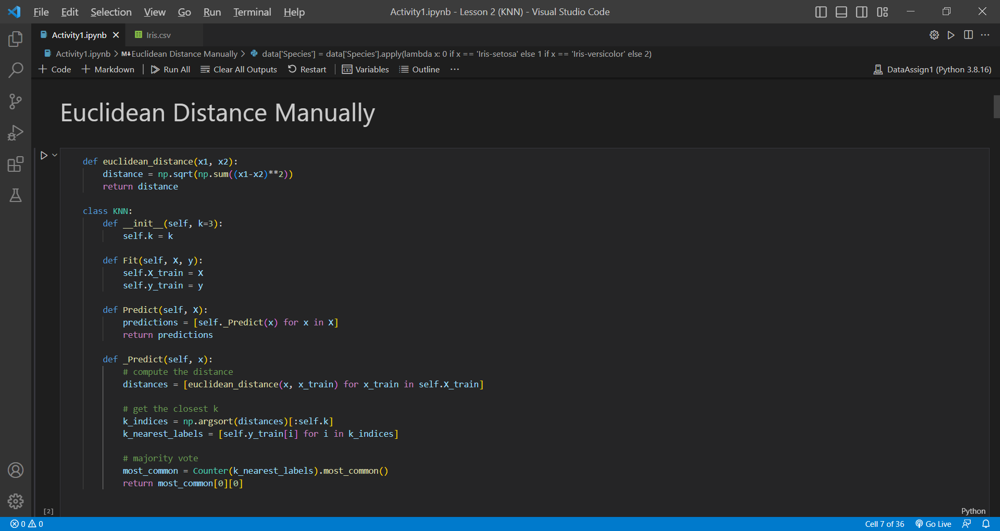 File Edit Selection View Go Run Terminal Help
Activity1.ipynb - Lesson 2 (KNN) - Visual Studio Code
Activity1.ipynb
Iris.csv
Activity1.ipynb > M↓Euclidean Distance Manually > data['Species'] = data['Species'].apply(lambda x: 0 if x == 'Iris-setosa' else 1 if x == 'Iris-versicolor' else 2)
+ Code + Markdown | Run All Clear All Outputs Restart | Variables Outline ···
DataAssign1 (Python 3.8.16)
Euclidean Distance Manually
def euclidean_distance(x1, x2):
    distance = np.sqrt(np.sum((x1-x2)**2))
    return distance

class KNN:
    def __init__(self, k=3):
        self.k = k

    def Fit(self, X, y):
        self.X_train = X
        self.y_train = y

    def Predict(self, X):
        predictions = [self._Predict(x) for x in X]
        return predictions

    def _Predict(self, x):
        # compute the distance
        distances = [euclidean_distance(x, x_train) for x_train in self.X_train]

        # get the closest k
        k_indices = np.argsort(distances)[:self.k]
        k_nearest_labels = [self.y_train[i] for i in k_indices]

        # majority vote
        most_common = Counter(k_nearest_labels).most_common()
        return most_common[0][0]
[2]
Python
0 0
Cell 7 of 36 Go Live